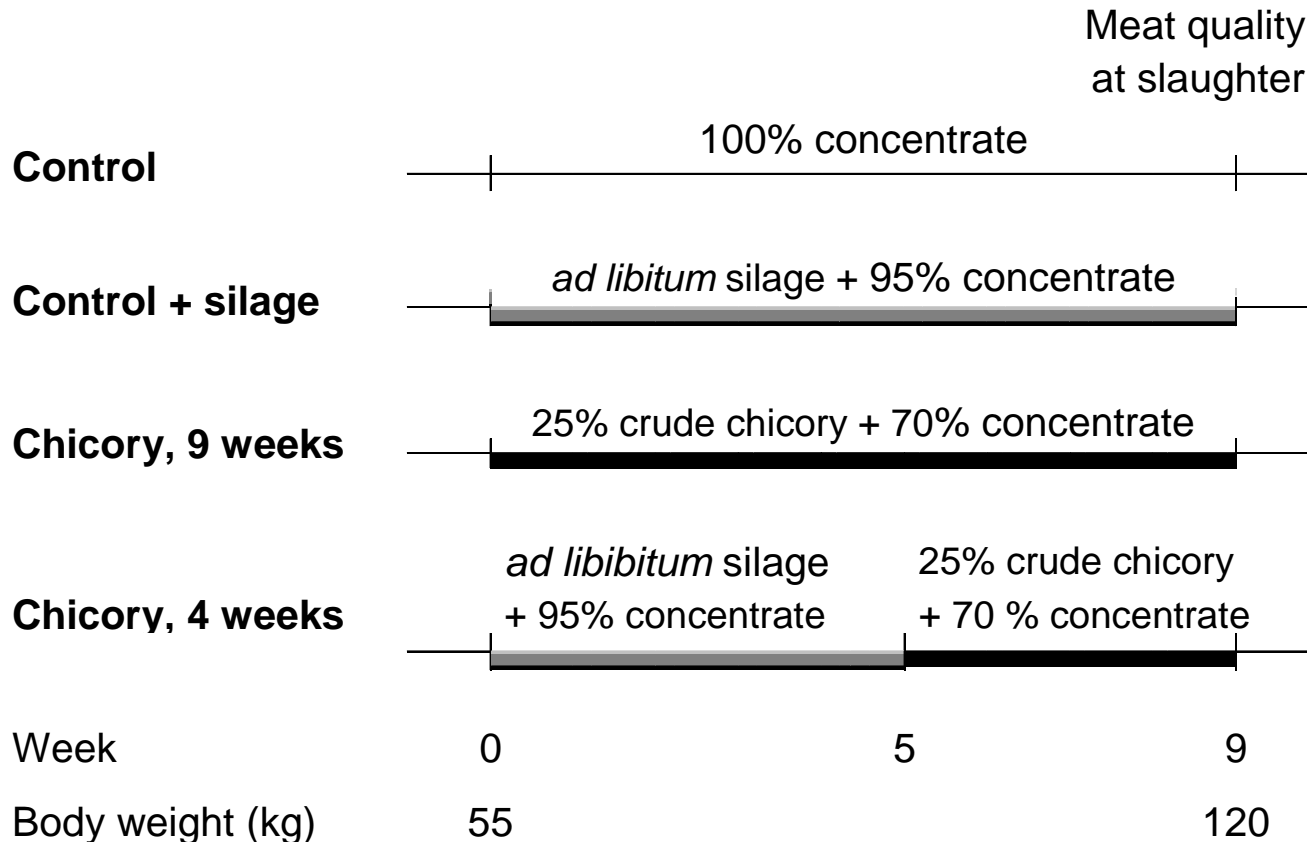 Meat quality
at slaughter
Control
100% concentrate
Control + silage
ad libitum silage + 95% concentrate
Chicory, 9 weeks
25% crude chicory + 70% concentrate
Chicory, 4 weeks
ad libibitum silage
+ 95% concentrate
25% crude chicory
+ 70 % concentrate
Week 0 5 9
Body weight (kg) 55 120